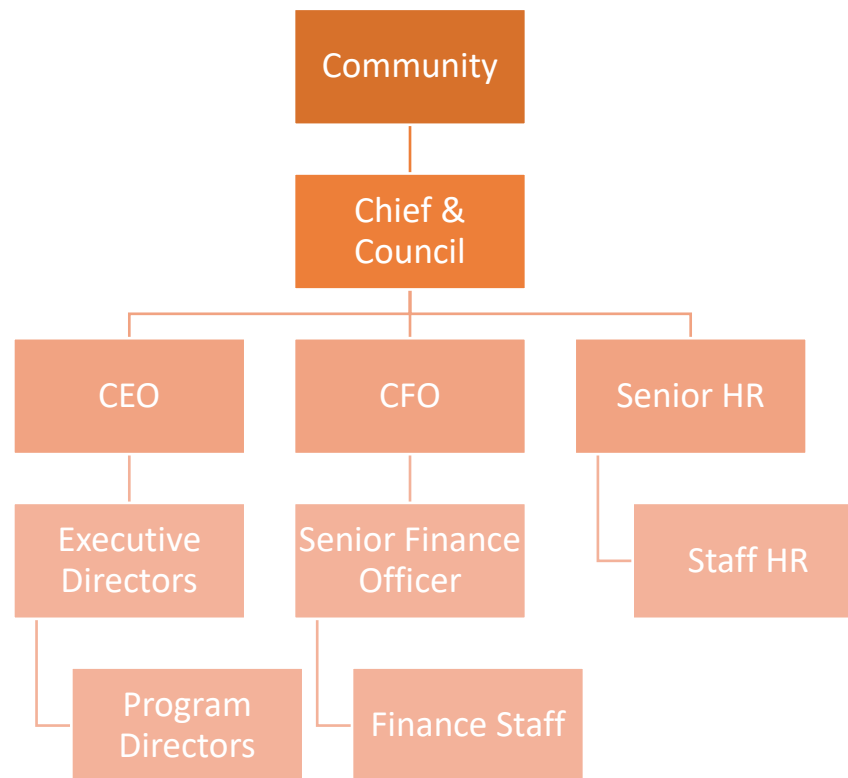 Community
Chief &
Council
CEO
CFO
Senior HR
Executive
Directors
Senior Finance
Officer
Staff HR
Program
Directors
Finance Staff